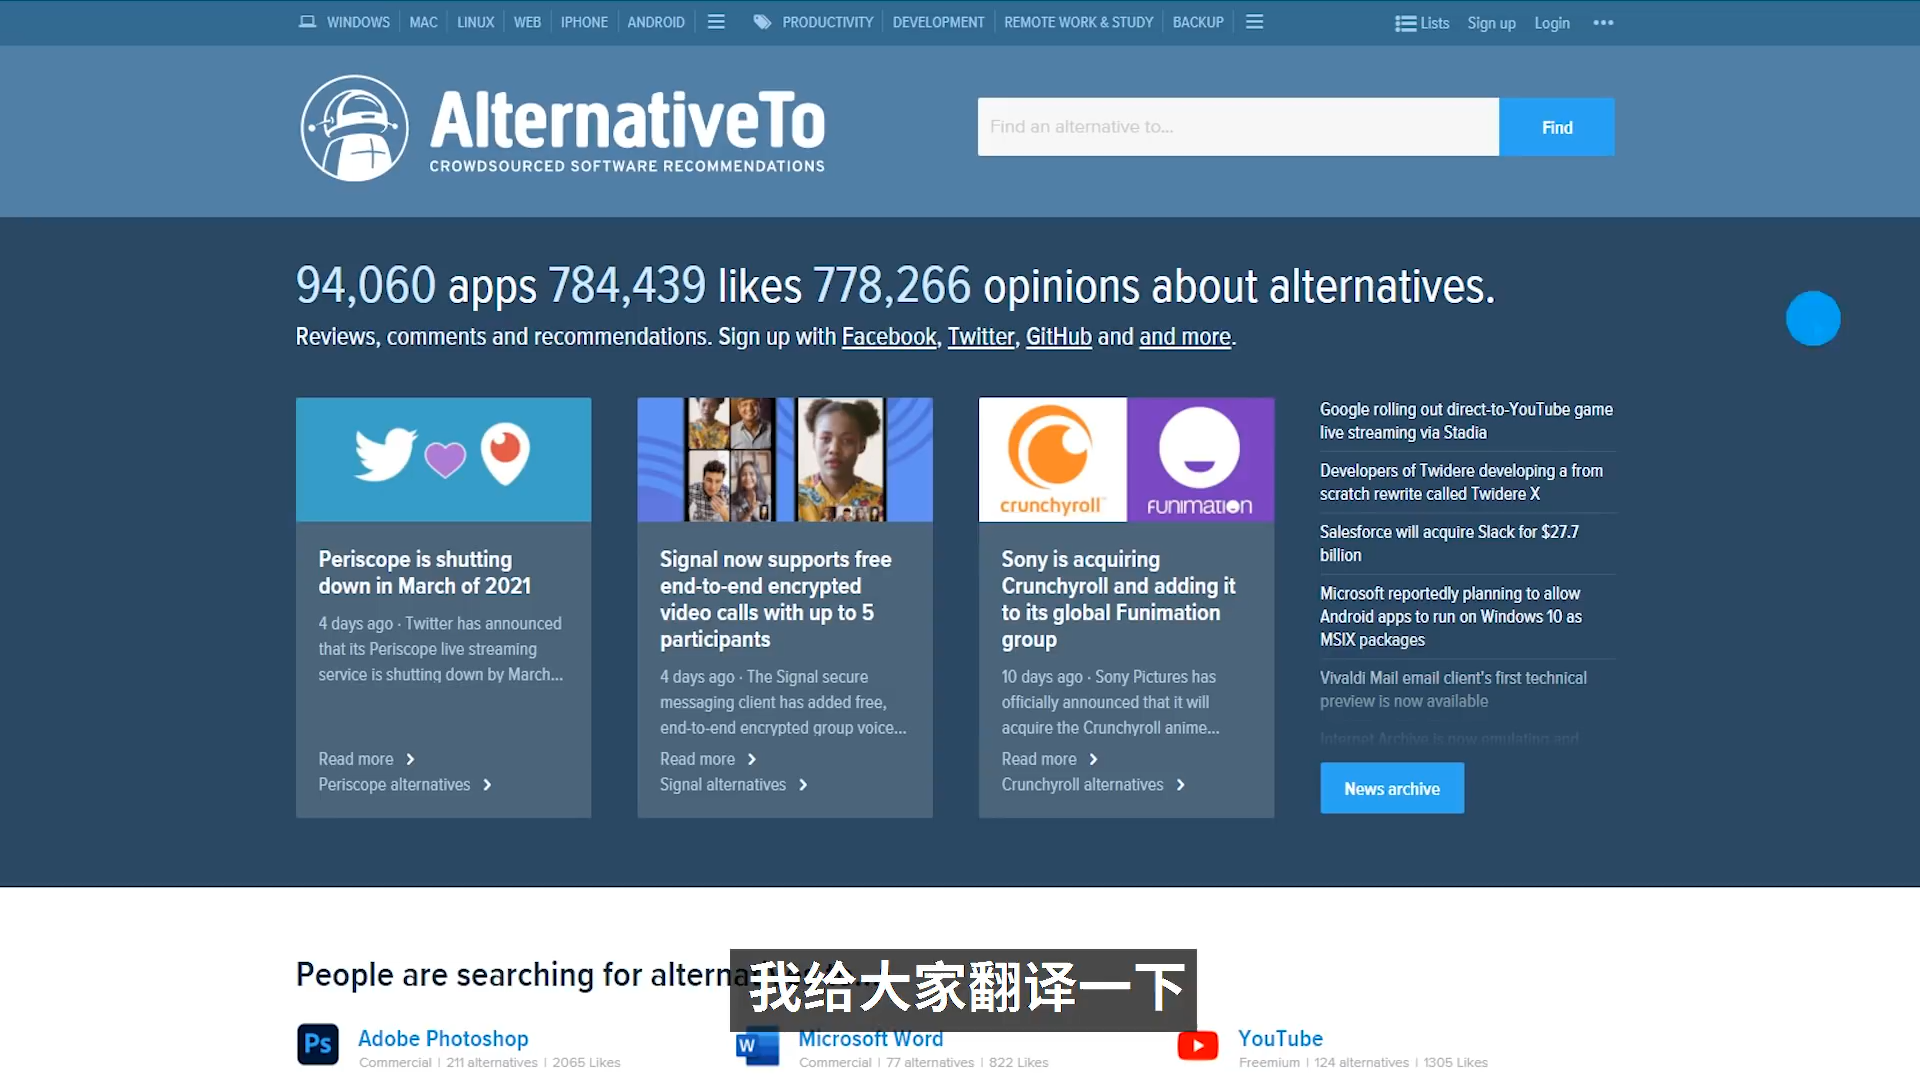 WINDOWS
MAC
LINUX
WEB
IPHONE
ANDROID
PRODUCTIVITY
DEVELOPMENT
REMOTE WORK & STUDY
BACKUP
Lists
Sign up
Login
AlternativeTo
CROWDSOURCED SOFTWARE RECOMMENDATIONS
Find an alternative to...
Find
94,060 apps 784,439 likes 778,266 opinions about alternatives.
Reviews, comments and recommendations. Sign up with Facebook, Twitter, GitHub and and more.
Periscope is shutting
down in March of 2021
4 days ago · Twitter has announced
that its Periscope live streaming
service is shutting down by March...
Read more
Periscope alternatives
Signal now supports free
end-to-end encrypted
video calls with up to 5
participants
4 days ago · The Signal secure
messaging client has added free,
end-to-end encrypted group voice...
Read more
Signal alternatives
crunchyroll
FUNIMATION
Sony is acquiring
Crunchyroll and adding it
to its global Funimation
group
10 days ago · Sony Pictures has
officially announced that it will
acquire the Crunchyroll anime...
Read more
Crunchyroll alternatives
Google rolling out direct-to-YouTube game
live streaming via Stadia
Developers of Twidere developing a from
scratch rewrite called Twidere X
Salesforce will acquire Slack for $27.7
billion
Microsoft reportedly planning to allow
Android apps to run on Windows 10 as
MSIX packages
Vivaldi Mail email client's first technical
preview is now available
Internet Archive is now emulating and
News archive
People are searching for
我给大家翻译一下
Ps
Adobe Photoshop
Commercial | 211 alternatives | 2065 Likes
W
Microsoft Word
Commercial | 77 alternatives | 822 Likes
YouTube
Freemium | 124 alternatives | 1305 Likes